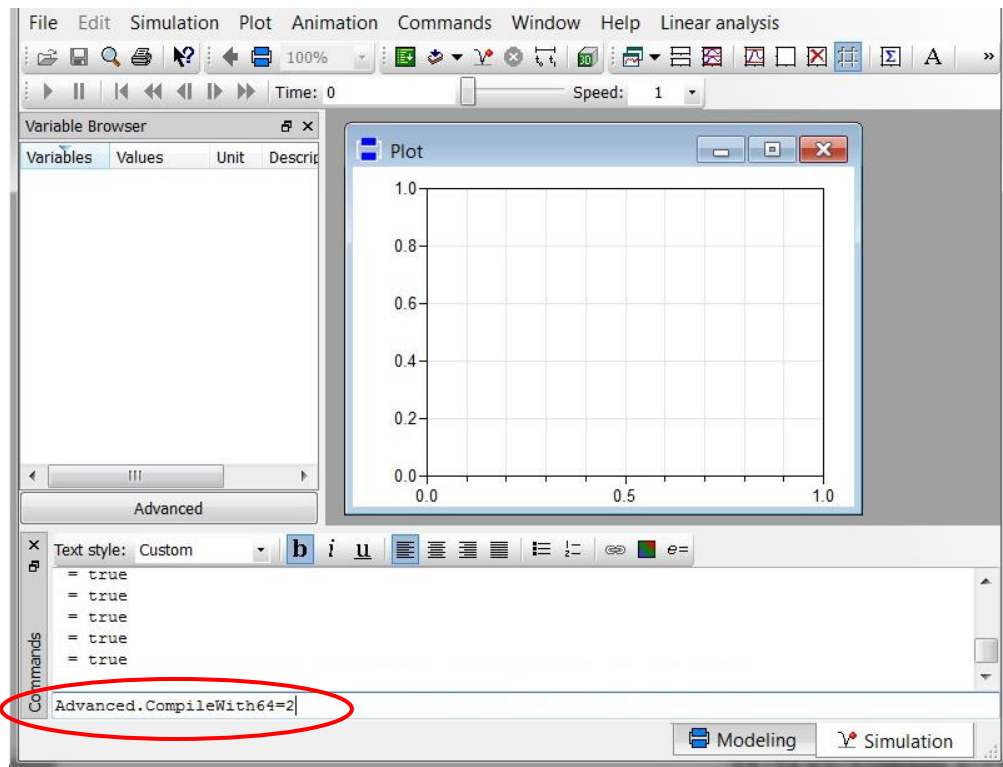 File Edit Simulation Plot Animation Commands Window Help Linear analysis
100% 3D Σ A »
Time: 0 Speed: 1
Variable Browser
Variables Values Unit Descrip
Plot
1.0
0.8
0.6
0.4
0.2
0.0
0.0 0.5 1.0
Advanced
Text style: Custom b i u e=
= true
= true
= true
= true
= true
Commands
Advanced.CompileWith64=2
Modeling Simulation